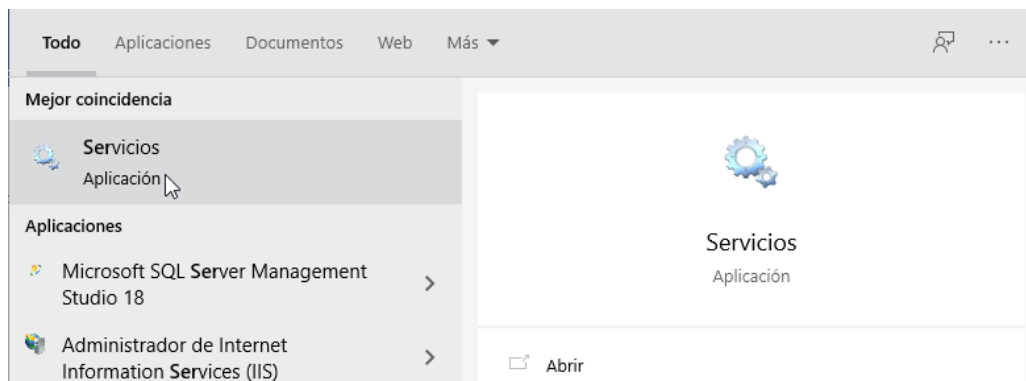 Todo Aplicaciones Documentos Web Más
Mejor coincidencia
Servicios
Aplicación
Aplicaciones
Microsoft SQL Server Management
Studio 18
Administrador de Internet
Information Services (IIS)
Servicios
Aplicación
Abrir